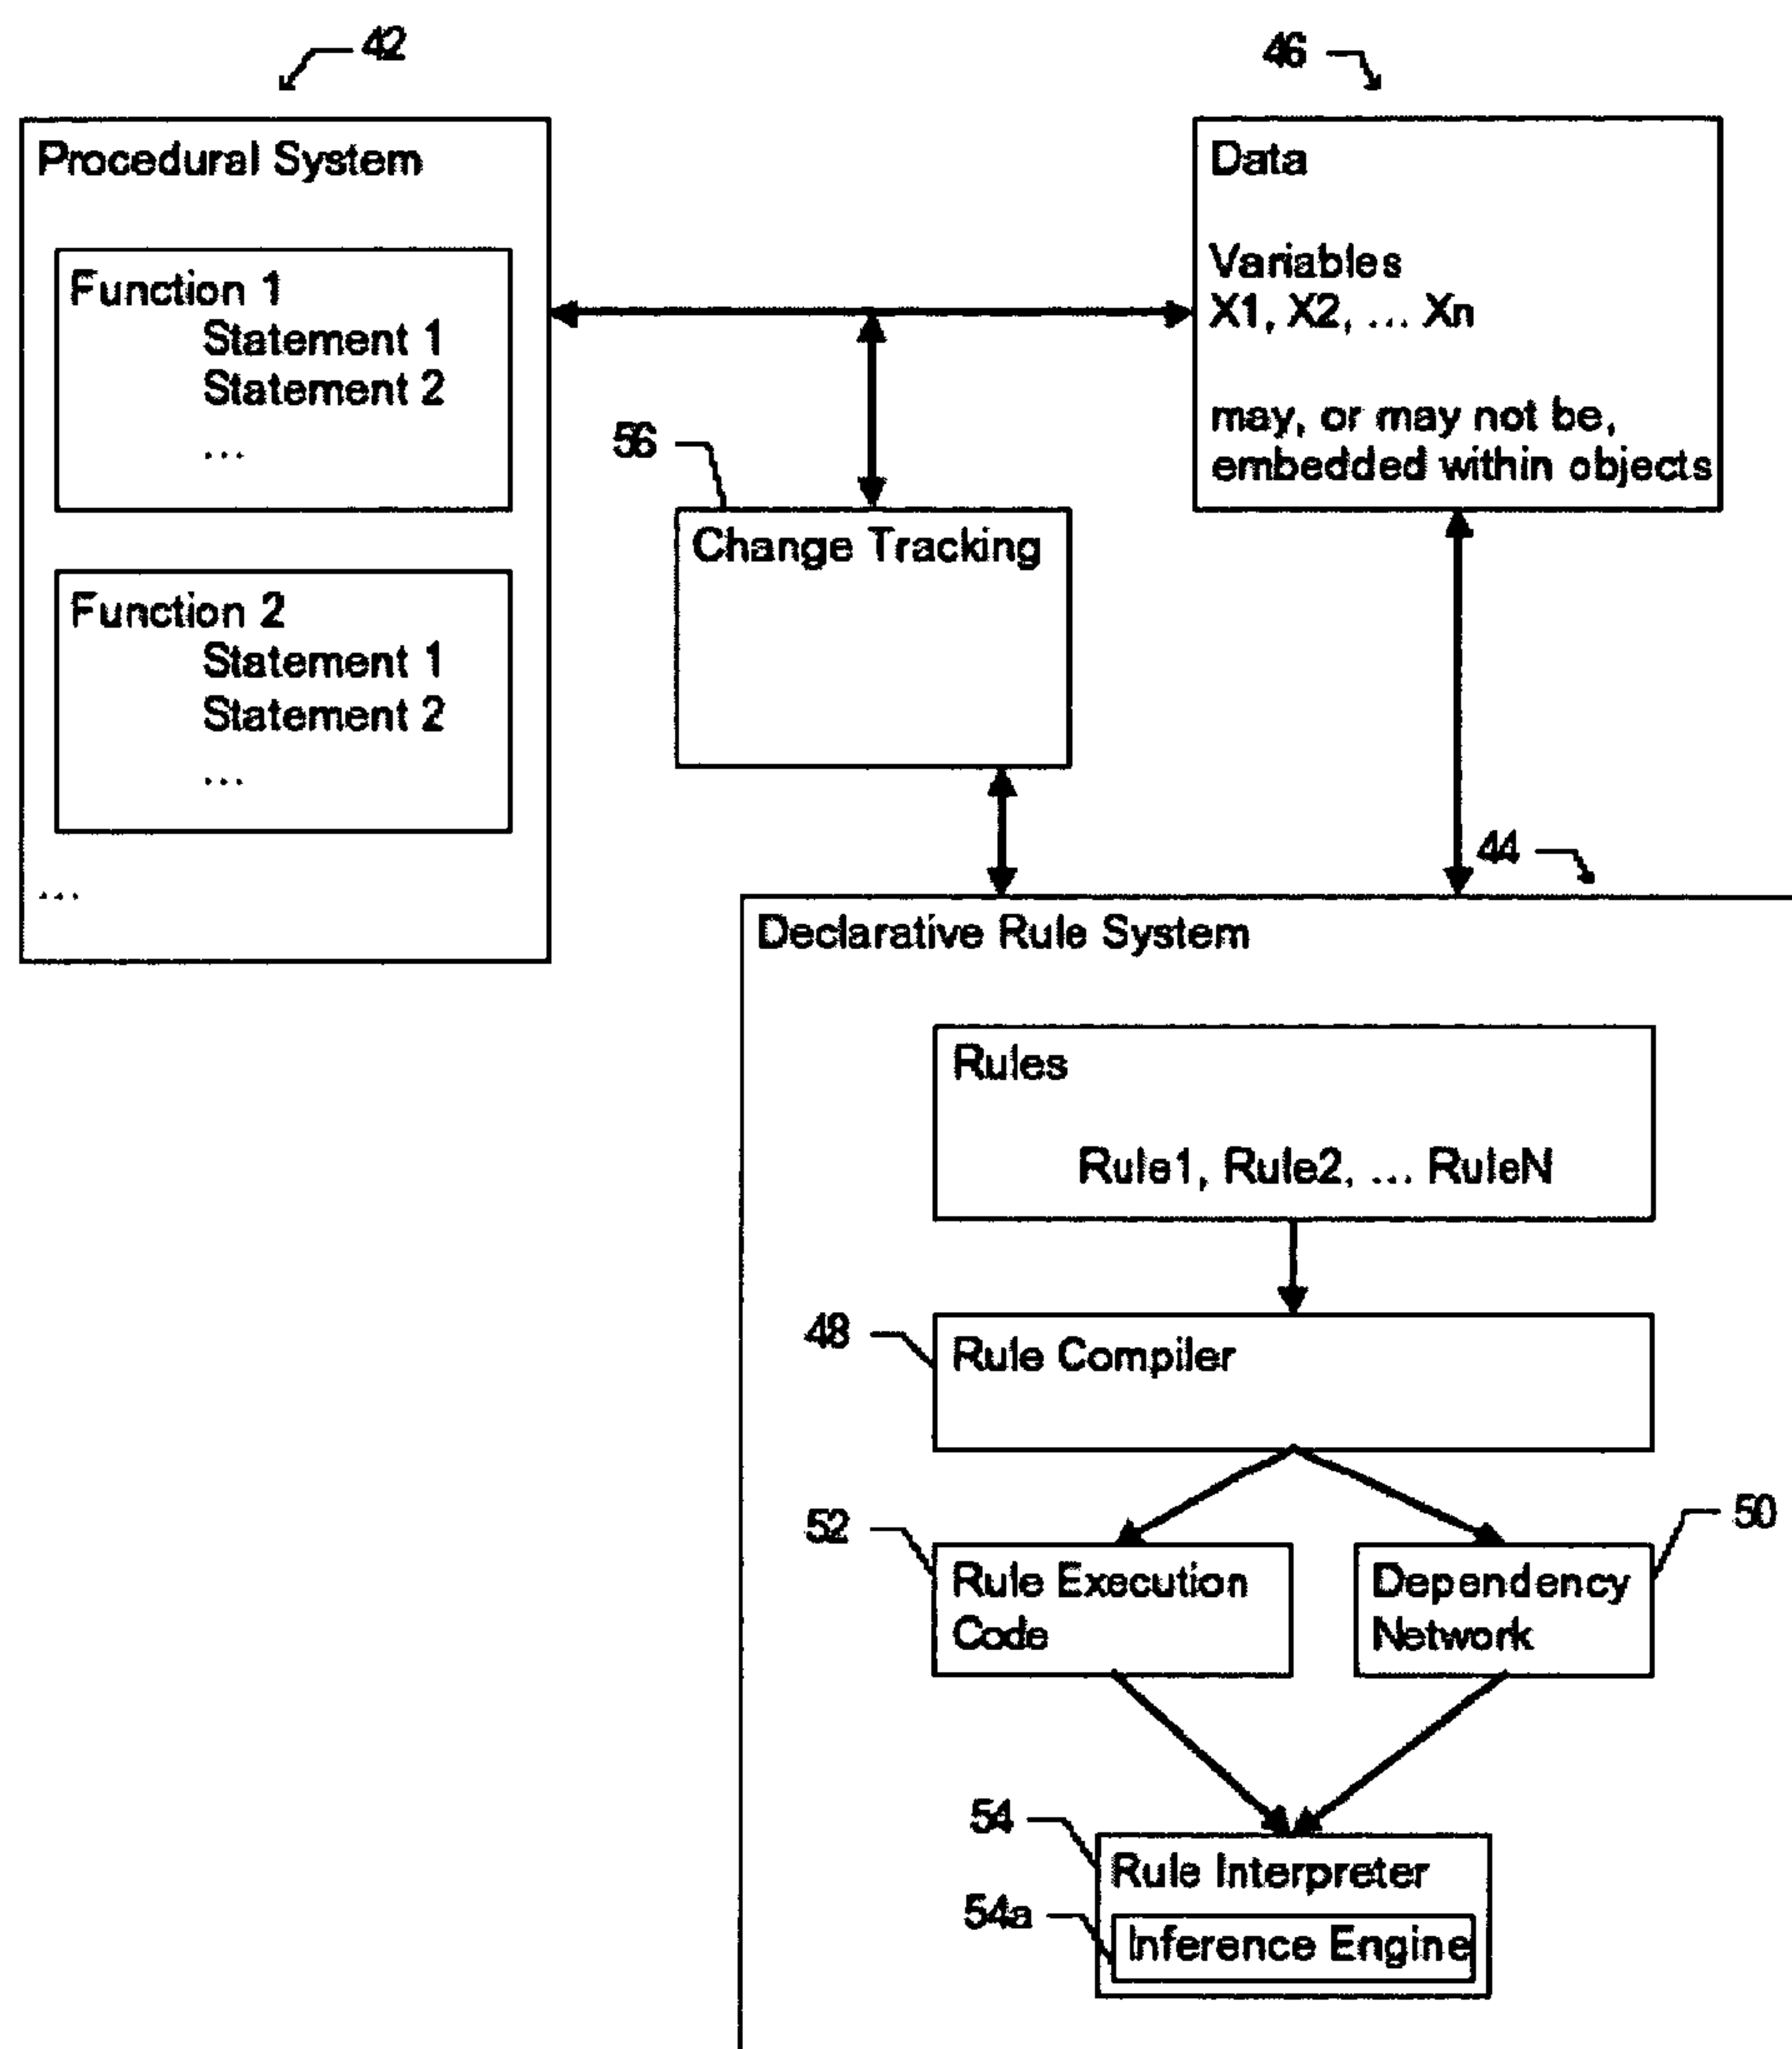 42
46
Procedural System
Function 1
Statement 1
Statement 2
...
Function 2
Statement 1
Statement 2
...
...
Data
Variables
X1, X2, ... Xn
may, or may not be,
embedded within objects
56
Change Tracking
44
Declarative Rule System
Rules
Rule1, Rule2, ... RuleN
48
Rule Compiler
52
Rule Execution
Code
50
Dependency
Network
54
Rule Interpreter
54a
Inference Engine